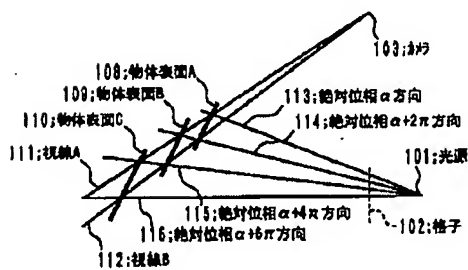 103;カメラ
108;物体表面A
109;物体表面B
110;物体表面C
111;視線A
113;絶対位相α方向
114;絶対位相α+2π方向
101;光源
115;絶対位相α+4π方向
102;格子
116;絶対位相α+6π方向
112;視線B